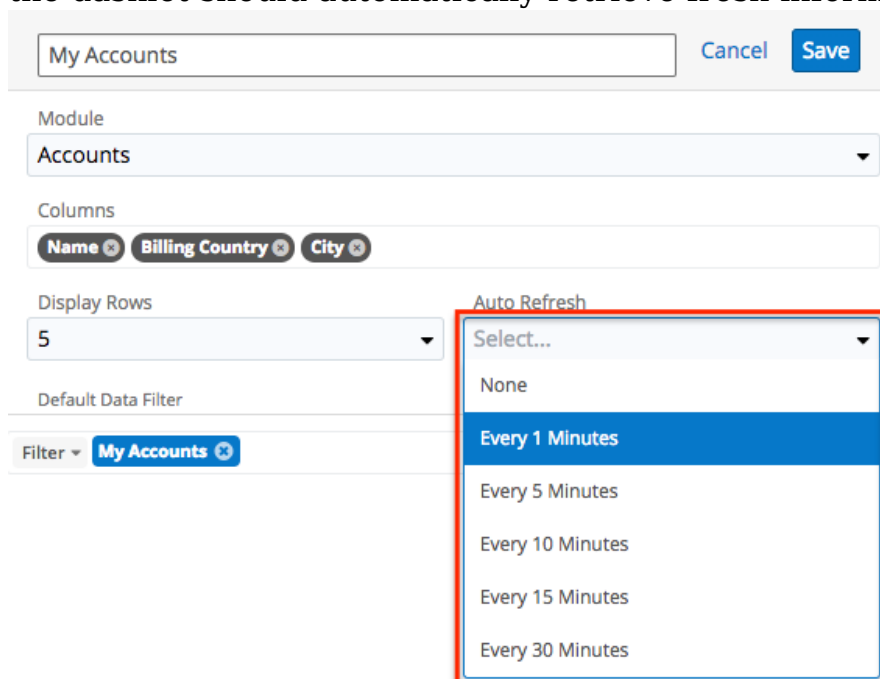 My Accounts Cancel Save
Module
Accounts
Columns
Name Billing Country City
Display Rows Auto Refresh
5 Select...
None
Default Data Filter
Every 1 Minutes
Filter My Accounts
Every 5 Minutes
Every 10 Minutes
Every 15 Minutes
Every 30 Minutes